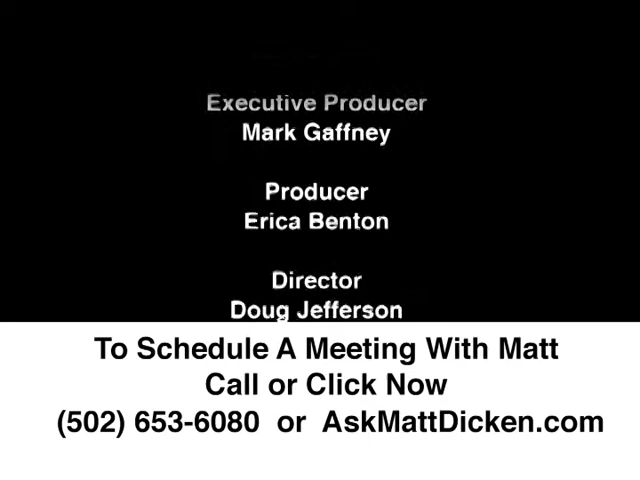 Executive Producer
Mark Gaffney
Producer
Erica Benton
Director
Doug Jefferson
To Schedule A Meeting With Matt
Call or Click Now
(502) 653-6080 or AskMattDicken.com